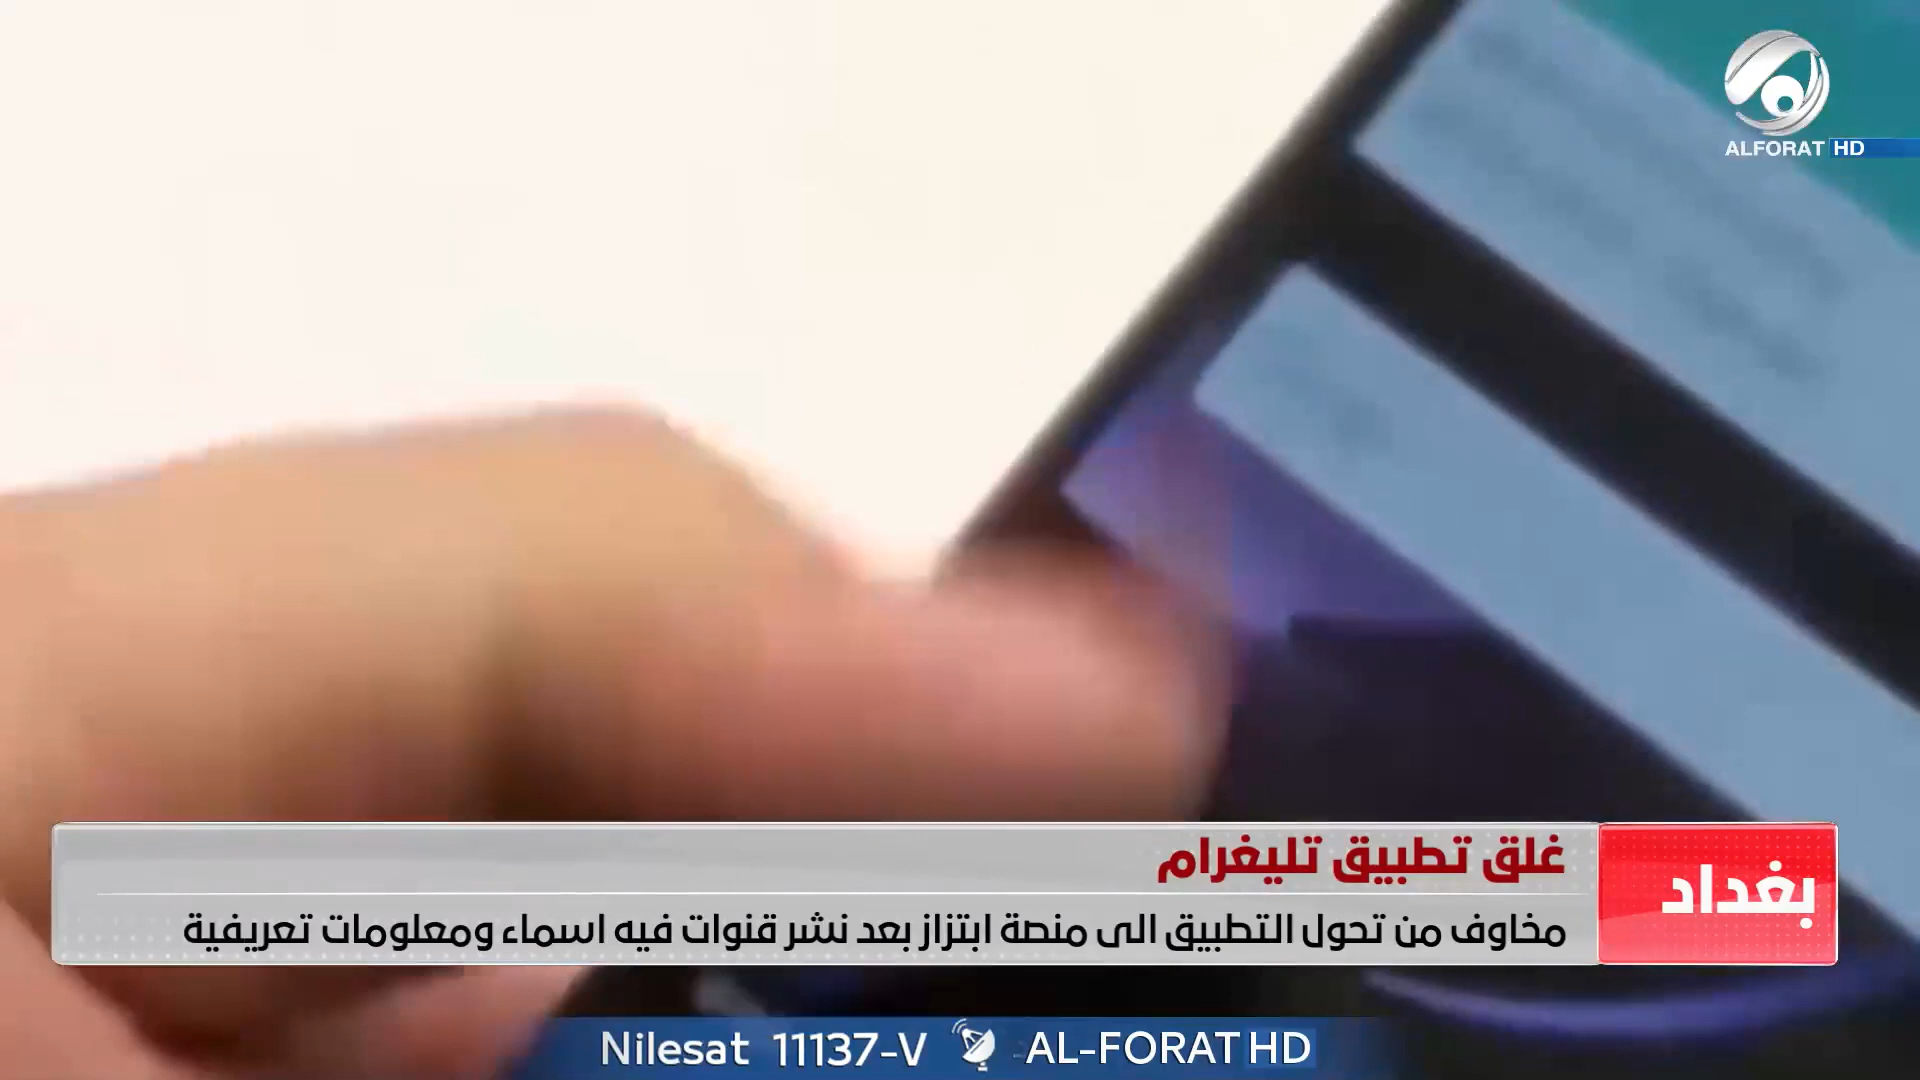 ALFORAT HD
غلق تطبيق تليغرام
بغداد
مخاوف من تحول التطبيق الى منصة ابتزاز بعد نشر قنوات فيه اسماء ومعلومات تعريفية
Nilesat 11137-V AL-FORAT HD